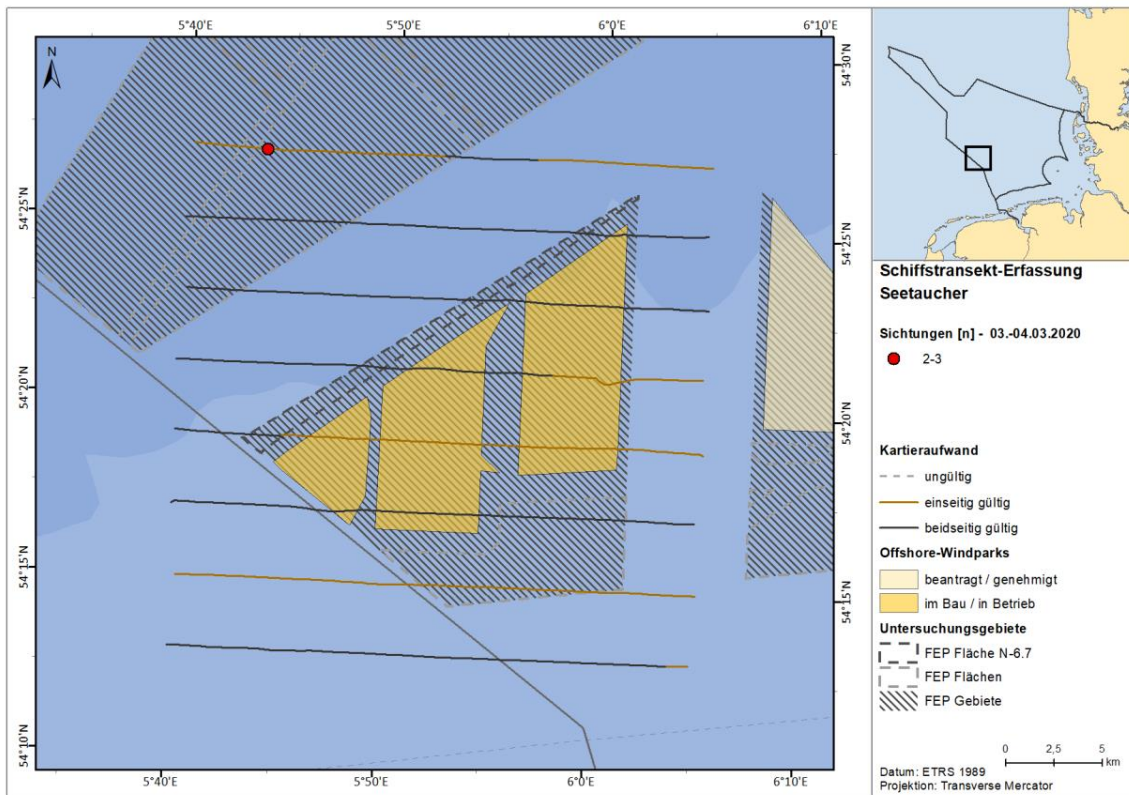 5°40'E 5°50'E 6°0'E 6°10'E
N
54°30'N
54°25'N
54°25'N
54°20'N
54°20'N
54°15'N
54°15'N
54°10'N
5°40'E 5°50'E 6°0'E 6°10'E
Schiffstransekt-Erfassung
Seetaucher
Sichtungen [n] - 03.-04.03.2020
2-3
Kartieraufwand
ungültig
einseitig gültig
beidseitig gültig
Offshore-Windparks
beantragt / genehmigt
im Bau / in Betrieb
Untersuchungsgebiete
FEP Fläche N-6.7
FEP Flächen
FEP Gebiete
0 2,5 5
km
Datum: ETRS 1989
Projektion: Transverse Mercator